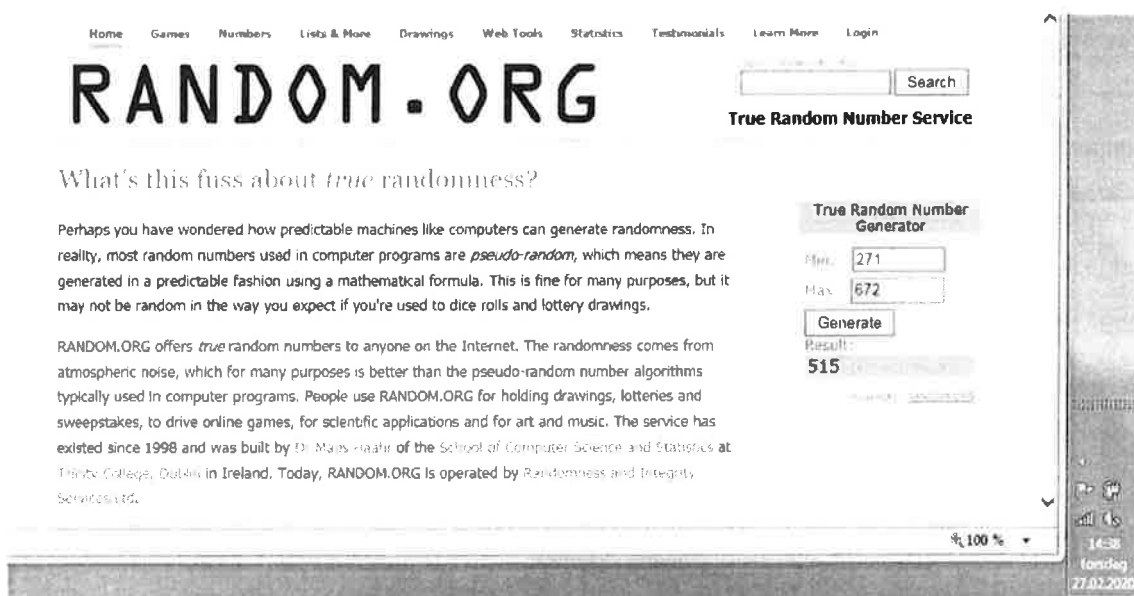 Home Games Numbers Lists & More Drawings Web Tools Statistics Testimonials Learn More Login
RANDOM.ORG
Search
True Random Number Service
What's this fuss about true randomness?
Perhaps you have wondered how predictable machines like computers can generate randomness. In
reality, most random numbers used in computer programs are pseudo-random, which means they are
generated in a predictable fashion using a mathematical formula. This is fine for many purposes, but it
may not be random in the way you expect if you're used to dice rolls and lottery drawings.
RANDOM.ORG offers true random numbers to anyone on the Internet. The randomness comes from
atmospheric noise, which for many purposes is better than the pseudo-random number algorithms
typically used in computer programs. People use RANDOM.ORG for holding drawings, lotteries and
sweepstakes, to drive online games, for scientific applications and for art and music. The service has
existed since 1998 and was built by Dr Mads Haahr of the School of Computer Science and Statistics at
Trinity College, Dublin in Ireland. Today, RANDOM.ORG is operated by Randomness and Integrity
Services Ltd.
True Random Number
Generator
Min: 271
Max: 672
Generate
Result:
515
100 %
14:38
torsdag
27.02.2020